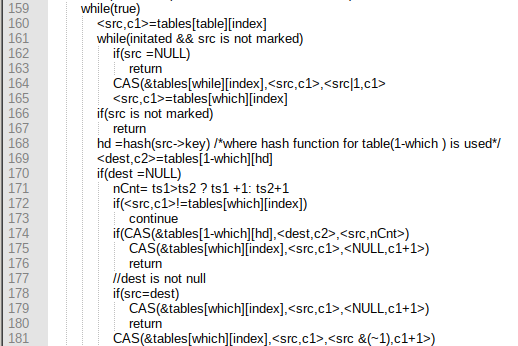 159 while(true)
160 <src,c1>=tables[table][index]
161 while(initated && src is not marked)
162 if(src =NULL)
163 return
164 CAS(&tables[while][index],<src,c1>,<src|1,c1>
165 <src,c1>=tables[which][index]
166 if(src is not marked)
167 return
168 hd =hash(src->key) /*where hash function for table(1-which ) is used*/
169 <dest,c2>=tables[1-which][hd]
170 if(dest =NULL)
171 nCnt= ts1>ts2 ? ts1 +1: ts2+1
172 if(<src,c1>!=tables[which][index])
173 continue
174 if(CAS(&tables[1-which][hd],<dest,c2>,<src,nCnt>)
175 CAS(&tables[which][index],<src,c1>,<NULL,c1+1>)
176 return
177 //dest is not null
178 if(src=dest)
179 CAS(&tables[which][index],<src,c1>,<NULL,c1+1>)
180 return
181 CAS(&tables[which][index],<src,c1>,<src &(~1),c1+1>)